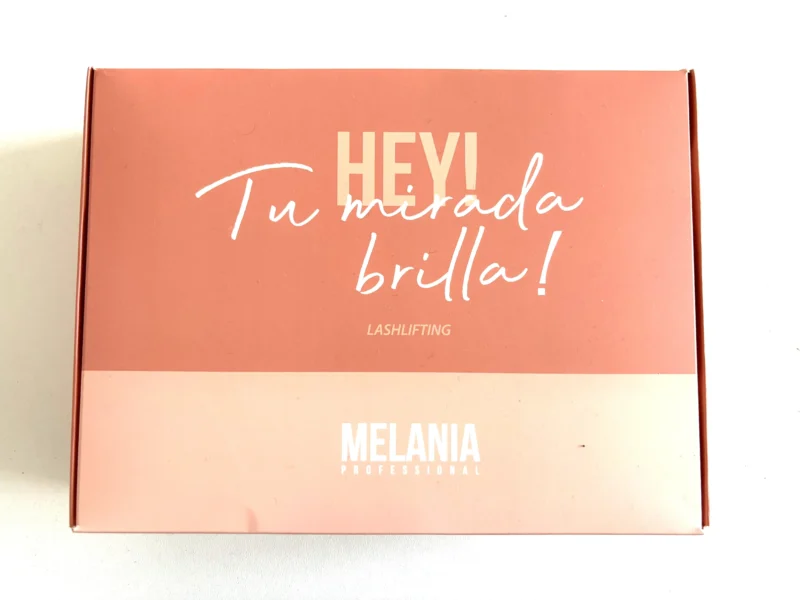 HEY!
Tu mirada
brilla!
LASHLIFTING
MELANIA
PROFESSIONAL